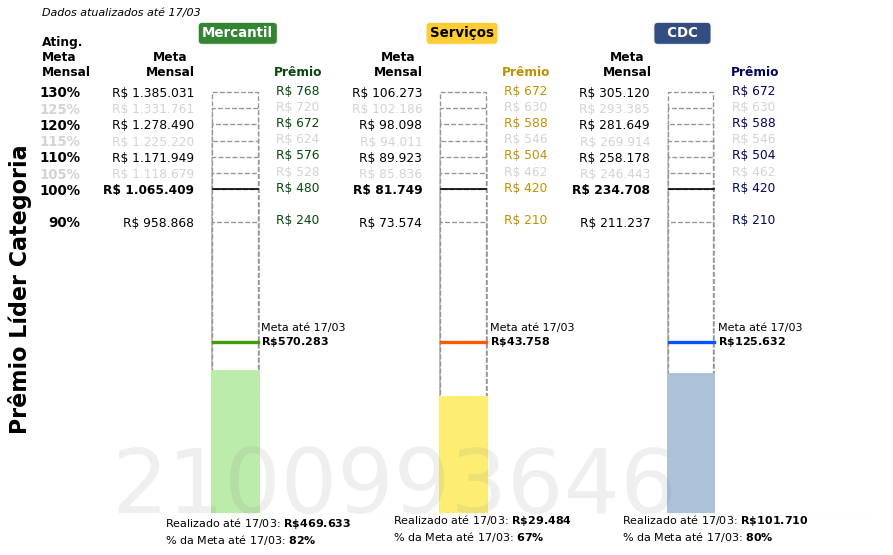 Dados atualizados até 17/03
Mercantil Serviços CDC
Ating. Meta Mensal
Meta Mensal Prêmio Meta Mensal Prêmio Meta Mensal Prêmio
130% R$ 1.385.031 R$ 768 R$ 106.273 R$ 672 R$ 305.120 R$ 672
125% R$ 1.331.761 R$ 720 R$ 102.186 R$ 630 R$ 293.385 R$ 630
120% R$ 1.278.490 R$ 672 R$ 98.098 R$ 588 R$ 281.649 R$ 588
115% R$ 1.225.220 R$ 624 R$ 94.011 R$ 546 R$ 269.914 R$ 546
110% R$ 1.171.949 R$ 576 R$ 89.923 R$ 504 R$ 258.178 R$ 504
105% R$ 1.118.679 R$ 528 R$ 85.836 R$ 462 R$ 246.443 R$ 462
100% R$ 1.065.409 R$ 480 R$ 81.749 R$ 420 R$ 234.708 R$ 420
90% R$ 958.868 R$ 240 R$ 73.574 R$ 210 R$ 211.237 R$ 210
Prêmio Líder Categoria
Meta até 17/03 Meta até 17/03 Meta até 17/03
R$570.283 R$43.758 R$125.632
2100993646
Realizado até 17/03: R$469.633 Realizado até 17/03: R$29.484 Realizado até 17/03: R$101.710
% da Meta até 17/03: 82% % da Meta até 17/03: 67% % da Meta até 17/03: 80%